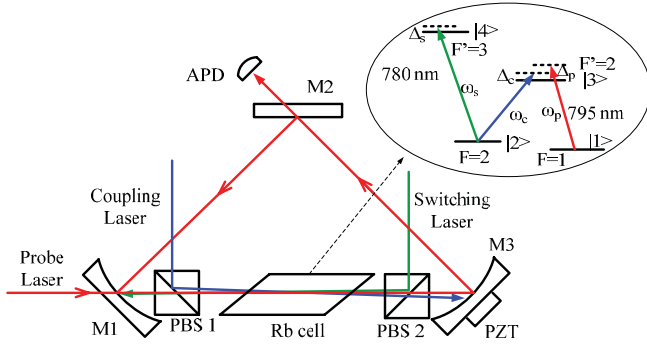 APD
M2
Coupling
Laser
Switching
Laser
Probe
Laser
M1
PBS 1
Rb cell
PBS 2
M3
PZT
Δs
|4>
F'=3
780 nm
ωs
Δc
Δp
F'=2
|3>
ωc
ωp
795 nm
F=2
|2>
F=1
|1>